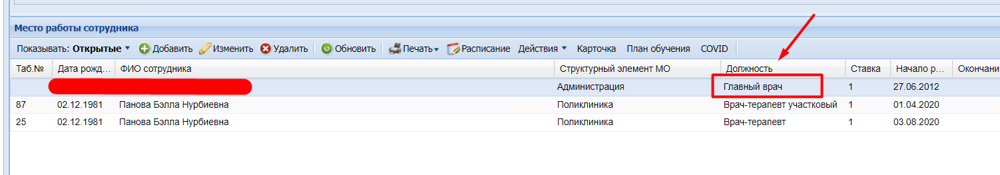 Место работы сотрудника
Показывать: Открытые Добавить Изменить Удалить Обновить Печать Расписание Действия Карточка План обучения COVID
Таб.№ Дата рожд... ФИО сотрудника Структурный элемент МО Должность Ставка Начало р... Окончани
Администрация Главный врач 1 27.06.2012
87 02.12.1981 Панова Бэлла Нурбиевна Поликлиника Врач-терапевт участковый 1 01.04.2020
25 02.12.1981 Панова Бэлла Нурбиевна Поликлиника Врач-терапевт 1 03.08.2020